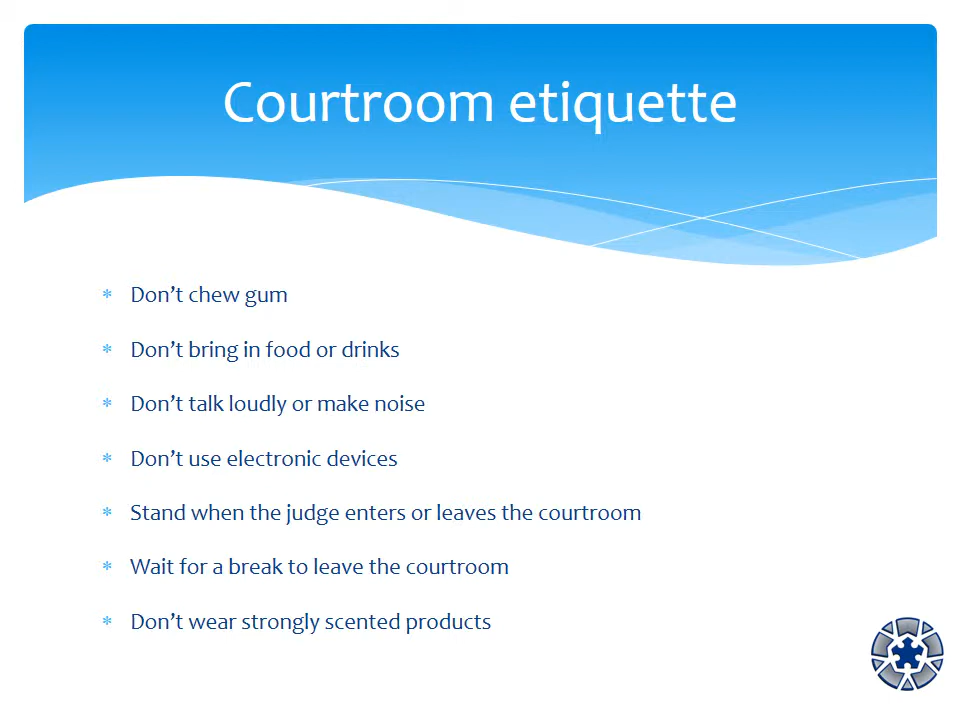 Courtroom etiquette
* Don’t chew gum
* Don’t bring in food or drinks
* Don’t talk loudly or make noise
* Don’t use electronic devices
* Stand when the judge enters or leaves the courtroom
* Wait for a break to leave the courtroom
* Don’t wear strongly scented products